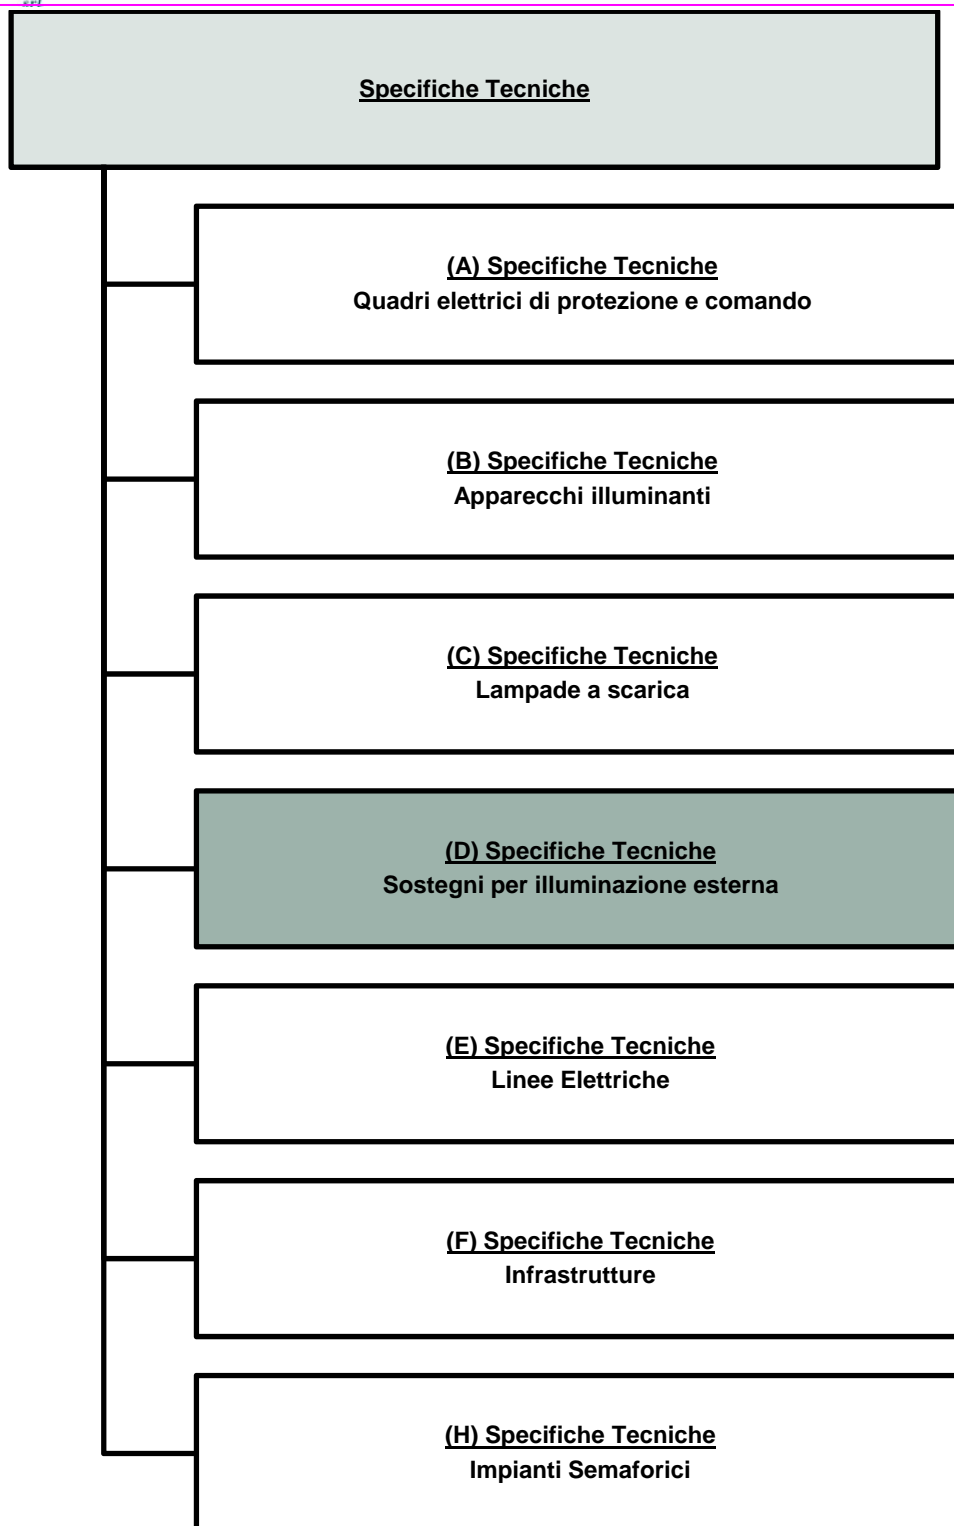 srl
Specifiche Tecniche
(A) Specifiche Tecniche
Quadri elettrici di protezione e comando
(B) Specifiche Tecniche
Apparecchi illuminanti
(C) Specifiche Tecniche
Lampade a scarica
(D) Specifiche Tecniche
Sostegni per illuminazione esterna
(E) Specifiche Tecniche
Linee Elettriche
(F) Specifiche Tecniche
Infrastrutture
(H) Specifiche Tecniche
Impianti Semaforici